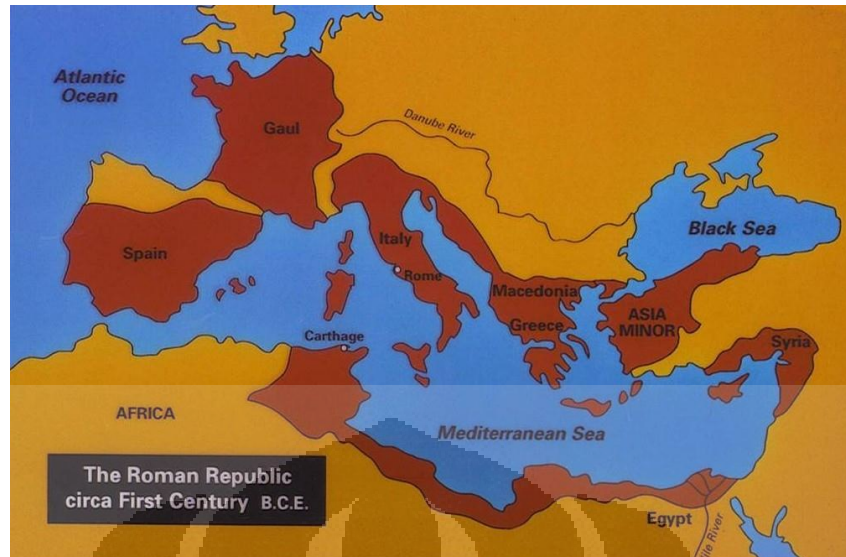 Atlantic
Ocean
Gaul
Danube River
Black Sea
Spain
Italy
Rome
Macedonia
Greece
ASIA
MINOR
Syria
Carthage
AFRICA
Mediterranean Sea
The Roman Republic
circa First Century B.C.E.
Egypt
River